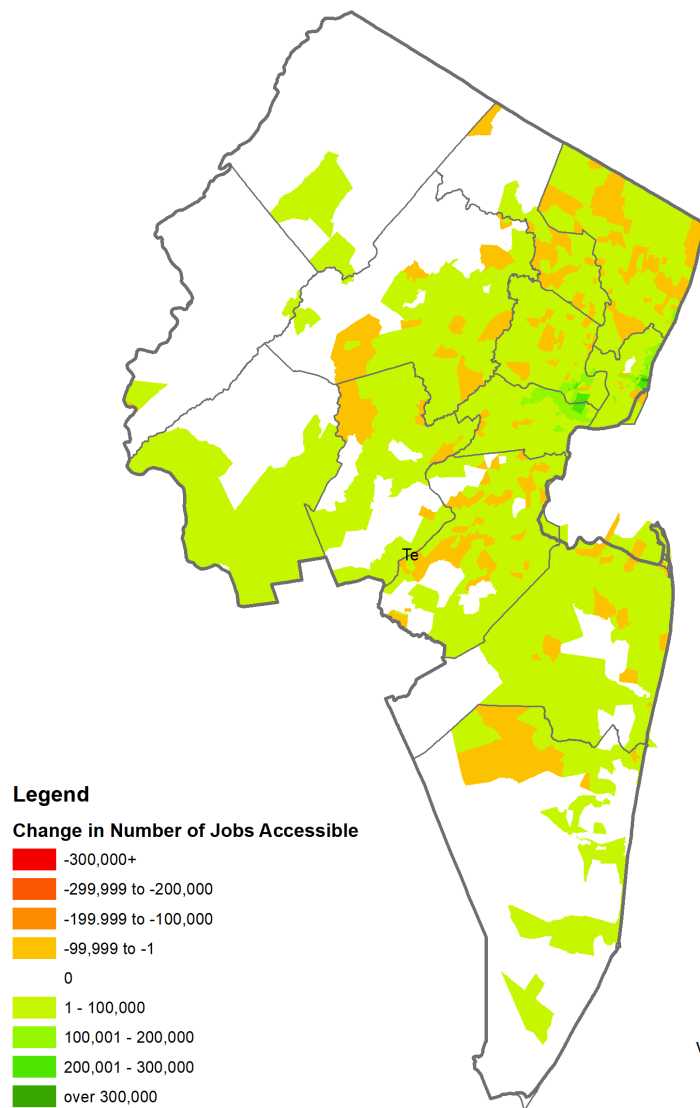 Te
Legend
Change in Number of Jobs Accessible
-300,000+
-299,999 to -200,000
-199.999 to -100,000
-99,999 to -1
0
1 - 100,000
100,001 - 200,000
200,001 - 300,000
over 300,000